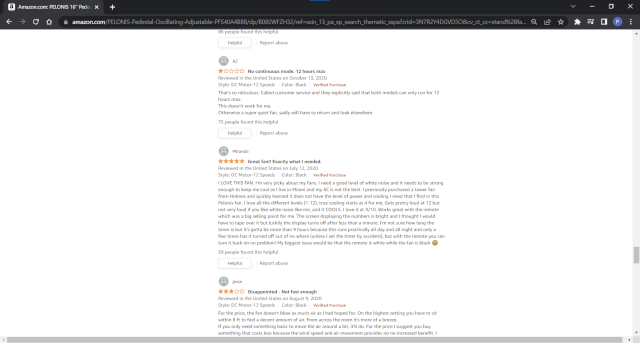 Amazon.com: PELONIS 16" Pede
amazon.com/PELONIS-Pedestal-Oscillating-Adjustable-PFS40A4BBB/dp/B08SWFZH32/
86 people found this helpful
Helpful | Report abuse
AZ
No continuous mode. 12 hours max
Reviewed in the United States on October 13, 2020
Style: DC Motor-12 Speeds | Color: Black | Verified Purchase
That's so ridiculous. Called customer service and they explicitly said that both models can only run for 12
hours max.
This doesn't work for me.
Otherwise a super quiet fan, sadly will have to return and look elsewhere.
75 people found this helpful
Helpful | Report abuse
Miranda
Great fan!! Exactly what I needed.
Reviewed in the United States on July 12, 2020
Style: DC Motor-12 Speeds | Color: Black | Verified Purchase
I LOVE THIS FAN. I'm very picky about my fans, I need a good level of white noise and it needs to be strong
enough to keep me cool as I live in Miami and my AC is not the best. I previously purchased a tower fan
from Holmes and quickly learned it does not have the level of power and cooling I need that I find in this
Pelonis fan. I love all the different levels (1-12), true cooling starts at 4 for me. Gets pretty loud at 12 but
not very loud if you like white noise like me, and it COOLS. I love it at 9/10. Works great with the remote
which was a big selling point for me. The screen displaying the numbers is bright and I thought I would
have to tape over it but luckily the display turns off after less than a minute. I'm not sure how long the
timer is but it's gotta be more than 9 hours because this runs practically all day and all night and only a
few times has it turned off out of no where (unless I set the timer by accident), but with the remote you can
turn it back on no problem! My biggest issue would be that the remote is white while the fan is black 😂
59 people found this helpful
Helpful | Report abuse
jesse
Disappointed - Not fast enough
Reviewed in the United States on August 9, 2020
Style: DC Motor-12 Speeds | Color: Black | Verified Purchase
For the price, the fan doesn't blow as much air as I had hoped for. On the highest setting you have to sit
within 8 ft to feel a decent amount of air. From across the room it's more of a breeze.
If you only need something basic to move the air around a bit, it'll do. For the price I suggest you buy
something that costs less because the wind speed and air movement provides no no increased benefit. I